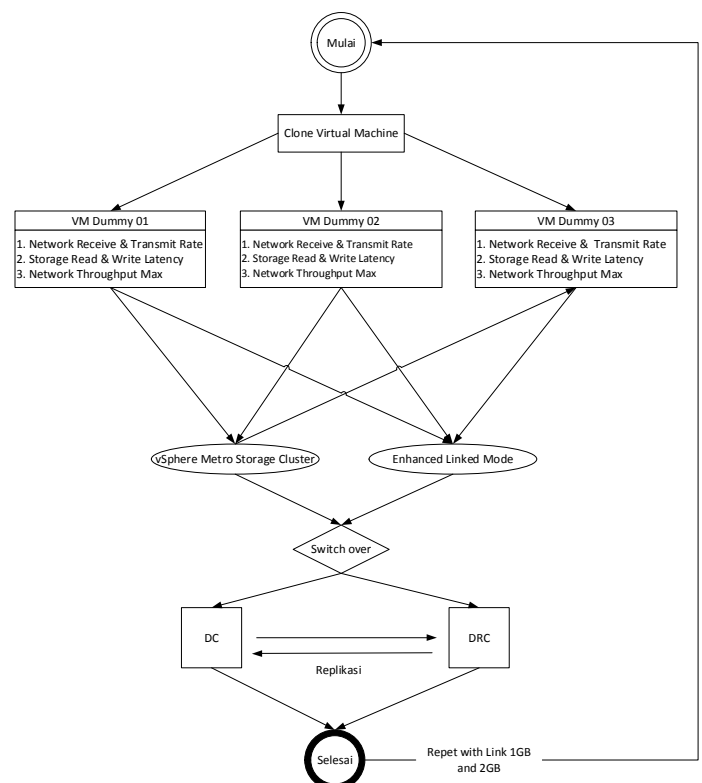 Mulai
Clone Virtual Machine
VM Dummy 01
1. Network Receive & Transmit Rate
2. Storage Read & Write Latency
3. Network Throughput Max
VM Dummy 02
1. Network Receive & Transmit Rate
2. Storage Read & Write Latency
3. Network Throughput Max
VM Dummy 03
1. Network Receive & Transmit Rate
2. Storage Read & Write Latency
3. Network Throughput Max
vSphere Metro Storage Cluster
Enhanced Linked Mode
Switch over
DC
DRC
Replikasi
Selesai
Repet with Link 1GB
and 2GB